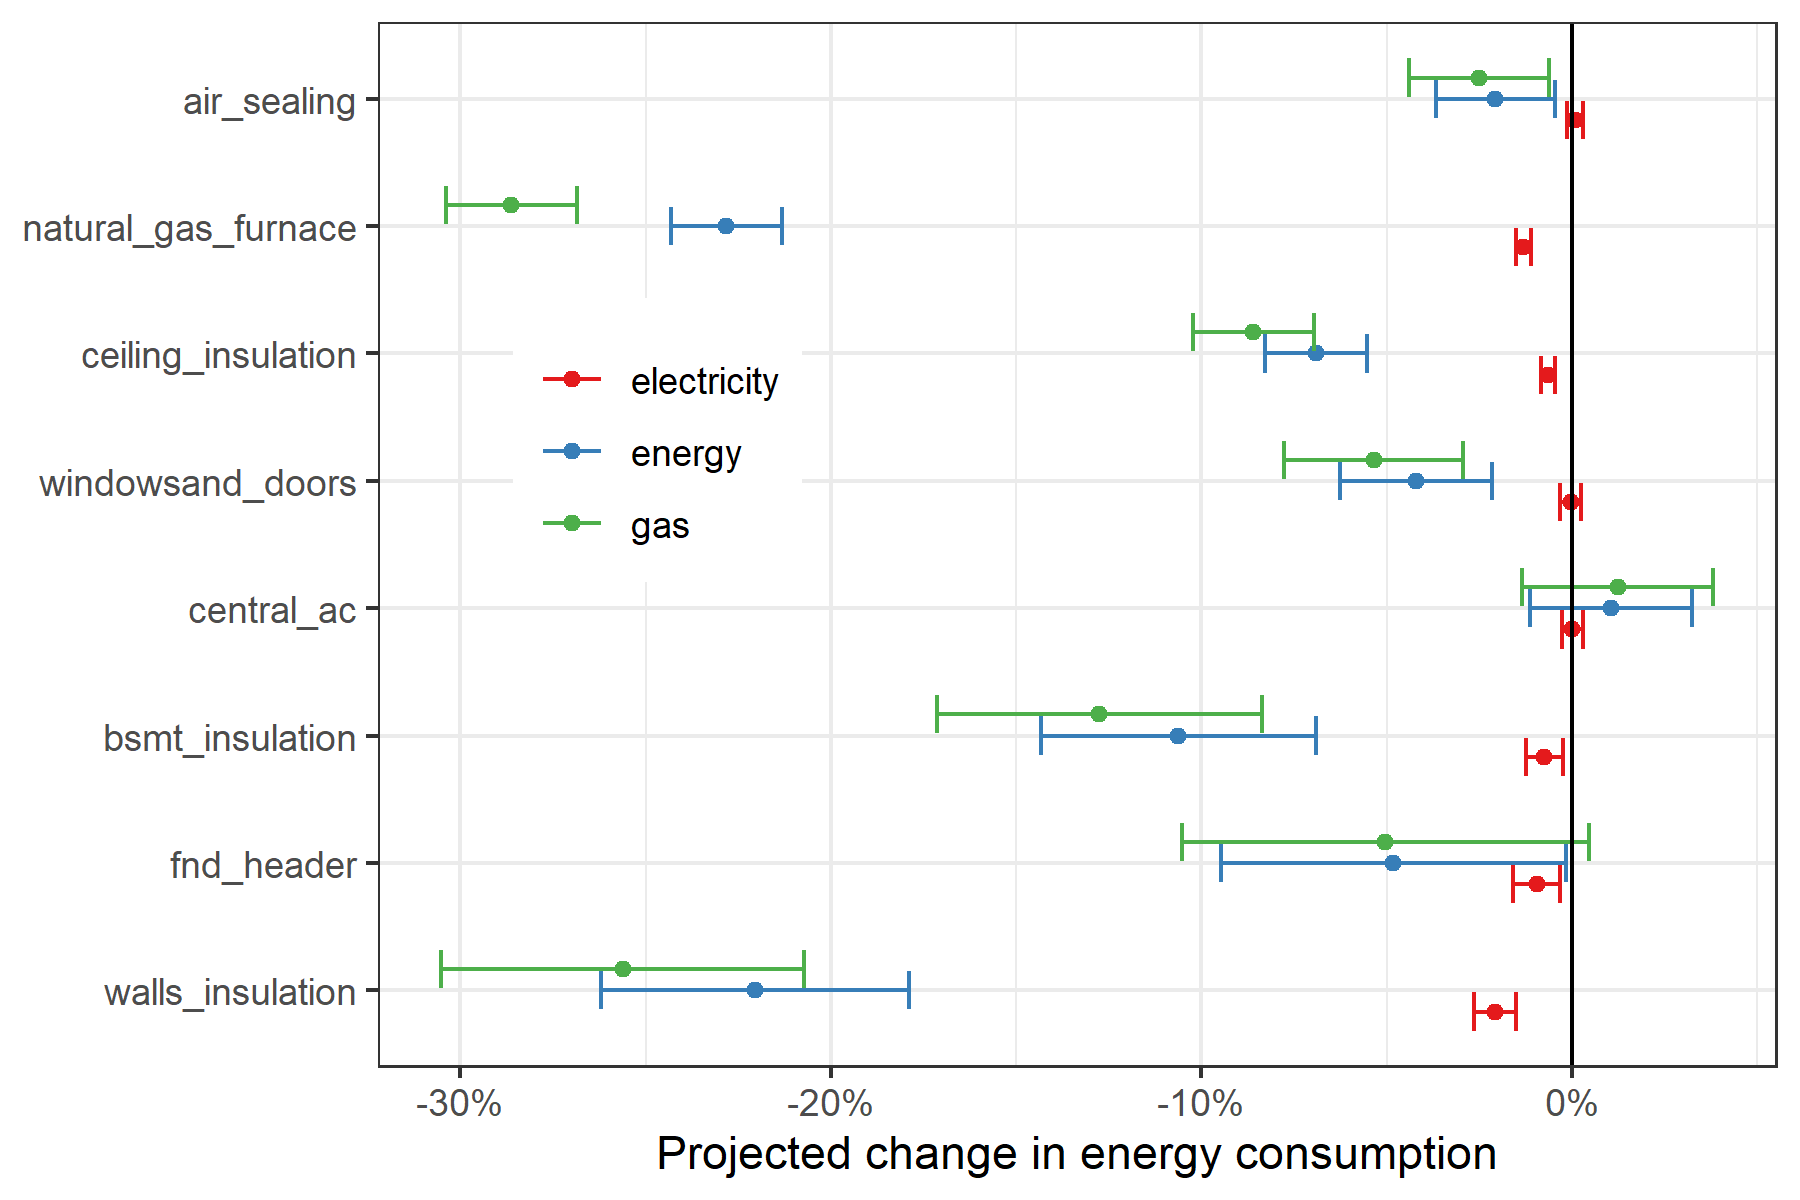 air_sealing
natural_gas_furnace
ceiling_insulation
electricity
energy
windowsand_doors
gas
central_ac
bsmt_insulation
fnd_header
walls_insulation
-30% -20% -10% 0%
Projected change in energy consumption